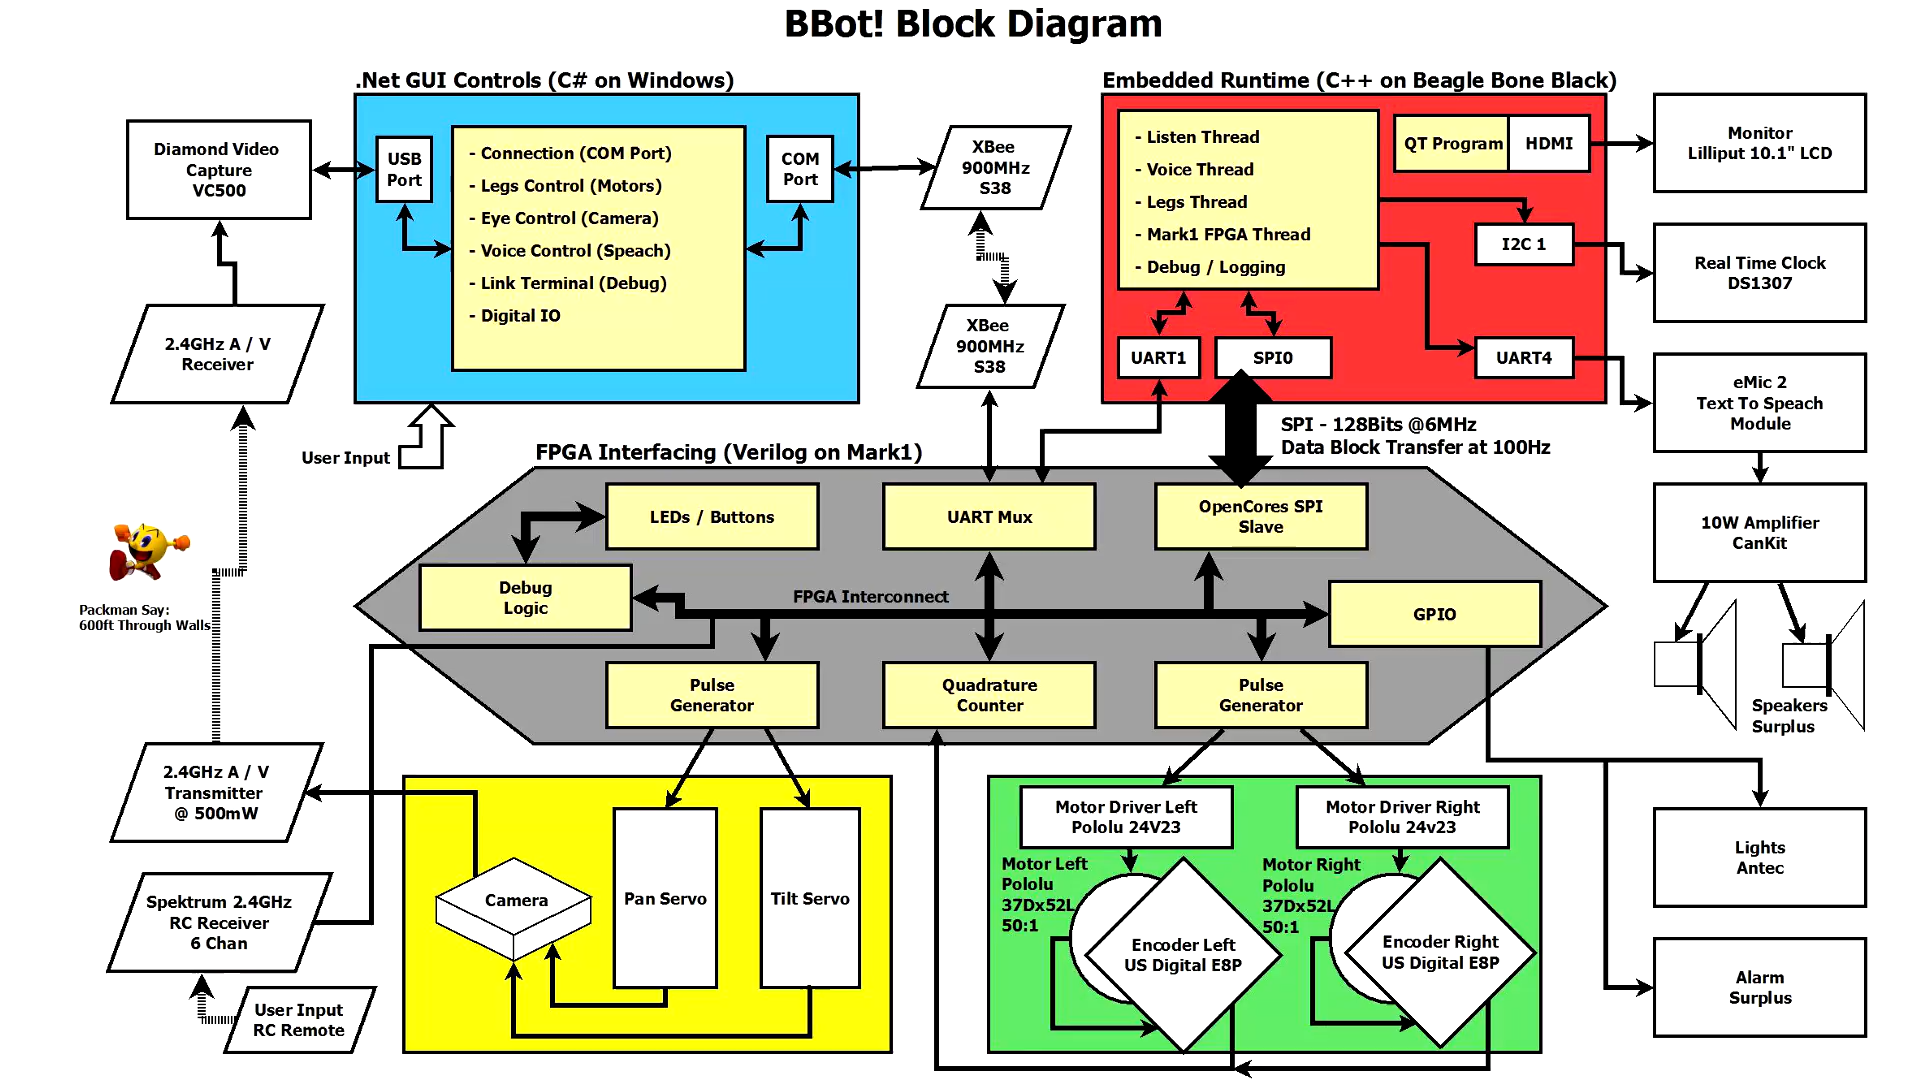 BBot! Block Diagram
.Net GUI Controls (C# on Windows)
Embedded Runtime (C++ on Beagle Bone Black)
Diamond Video
Capture
VC500
USB
Port
- Connection (COM Port)
- Legs Control (Motors)
- Eye Control (Camera)
- Voice Control (Speach)
- Link Terminal (Debug)
- Digital IO
COM
Port
XBee
900MHz
S38
- Listen Thread
- Voice Thread
- Legs Thread
- Mark1 FPGA Thread
- Debug / Logging
QT Program
HDMI
Monitor
Lilliput 10.1" LCD
I2C 1
Real Time Clock
DS1307
2.4GHz A / V
Receiver
XBee
900MHz
S38
UART1
SPI0
UART4
eMic 2
Text To Speach
Module
User Input
SPI - 128Bits @6MHz
Data Block Transfer at 100Hz
FPGA Interfacing (Verilog on Mark1)
LEDs / Buttons
UART Mux
OpenCores SPI
Slave
10W Amplifier
CanKit
Debug
Logic
FPGA Interconnect
GPIO
Packman Say:
600ft Through Walls
Pulse
Generator
Quadrature
Counter
Pulse
Generator
Speakers
Surplus
2.4GHz A / V
Transmitter
@ 500mW
Motor Driver Left
Pololu 24V23
Motor Driver Right
Pololu 24v23
Lights
Antec
Motor Left
Pololu
37Dx52L
50:1
Motor Right
Pololu
37Dx52L
50:1
Camera
Pan Servo
Tilt Servo
Spektrum 2.4GHz
RC Receiver
6 Chan
Encoder Left
US Digital E8P
Encoder Right
US Digital E8P
Alarm
Surplus
User Input
RC Remote